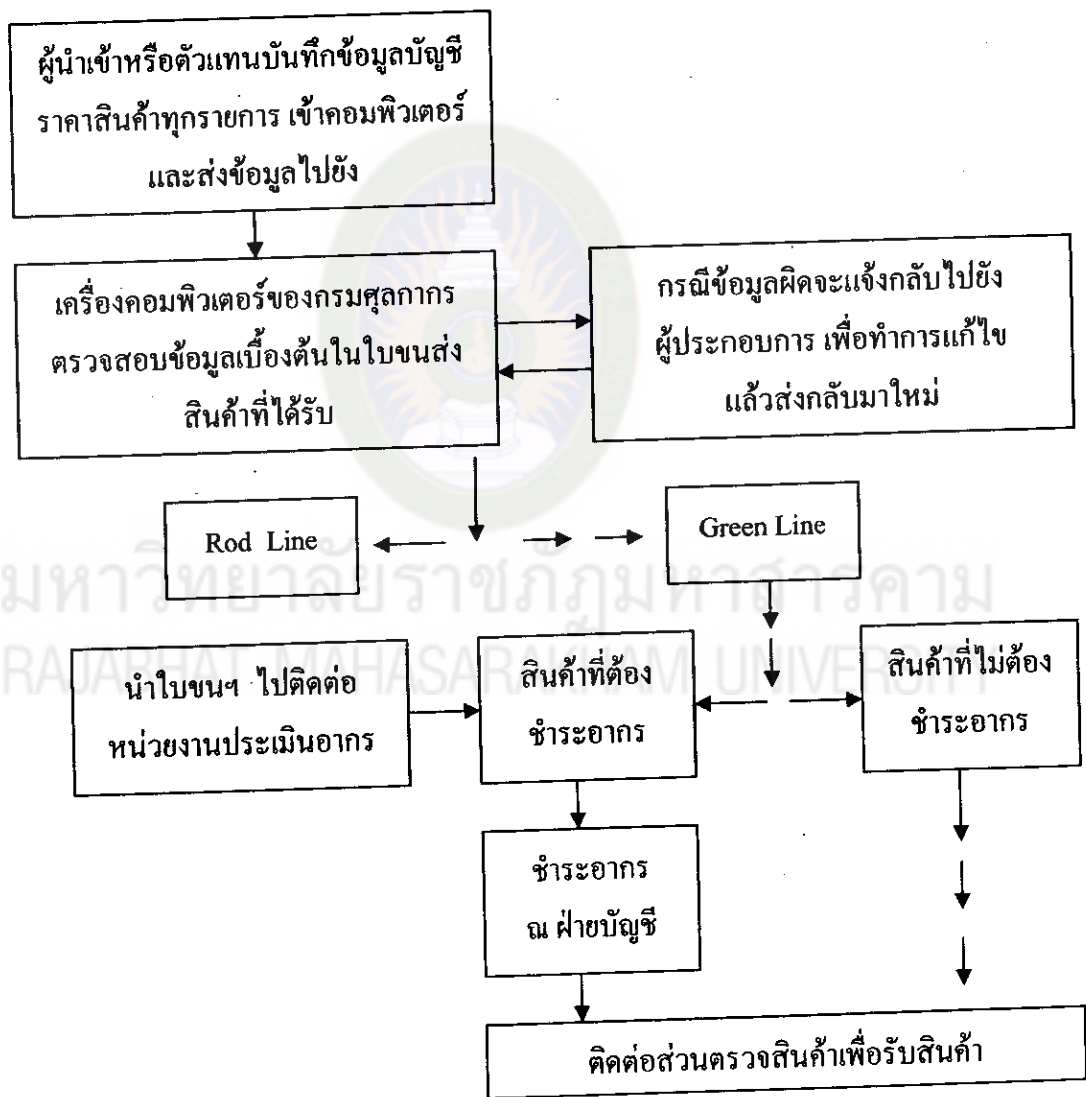 ผู้นำเข้าหรือตัวแทนบันทึกข้อมูลบัญชี
ราคาสินค้าทุกรายการ เข้าคอมพิวเตอร์
และส่งข้อมูลไปยัง
เครื่องคอมพิวเตอร์ของกรมศุลกากร
ตรวจสอบข้อมูลเบื้องต้นในใบขนส่ง
สินค้าที่ได้รับ
กรณีข้อมูลผิดจะแจ้งกลับไปยัง
ผู้ประกอบการ เพื่อทำการแก้ไข
แล้วส่งกลับมาใหม่
Rod Line
Green Line
มหาวิทยาลัยราชภัฏมหาสารคาม
RAJABHAT MAHASARAKHAM UNIVERSITY
นำใบขนฯ ไปติดต่อ
หน่วยงานประเมินอากร
สินค้าที่ต้อง
ชำระอากร
สินค้าที่ไม่ต้อง
ชำระอากร
ชำระอากร
ณ ฝ่ายบัญชี
ติดต่อส่วนตรวจสินค้าเพื่อรับสินค้า